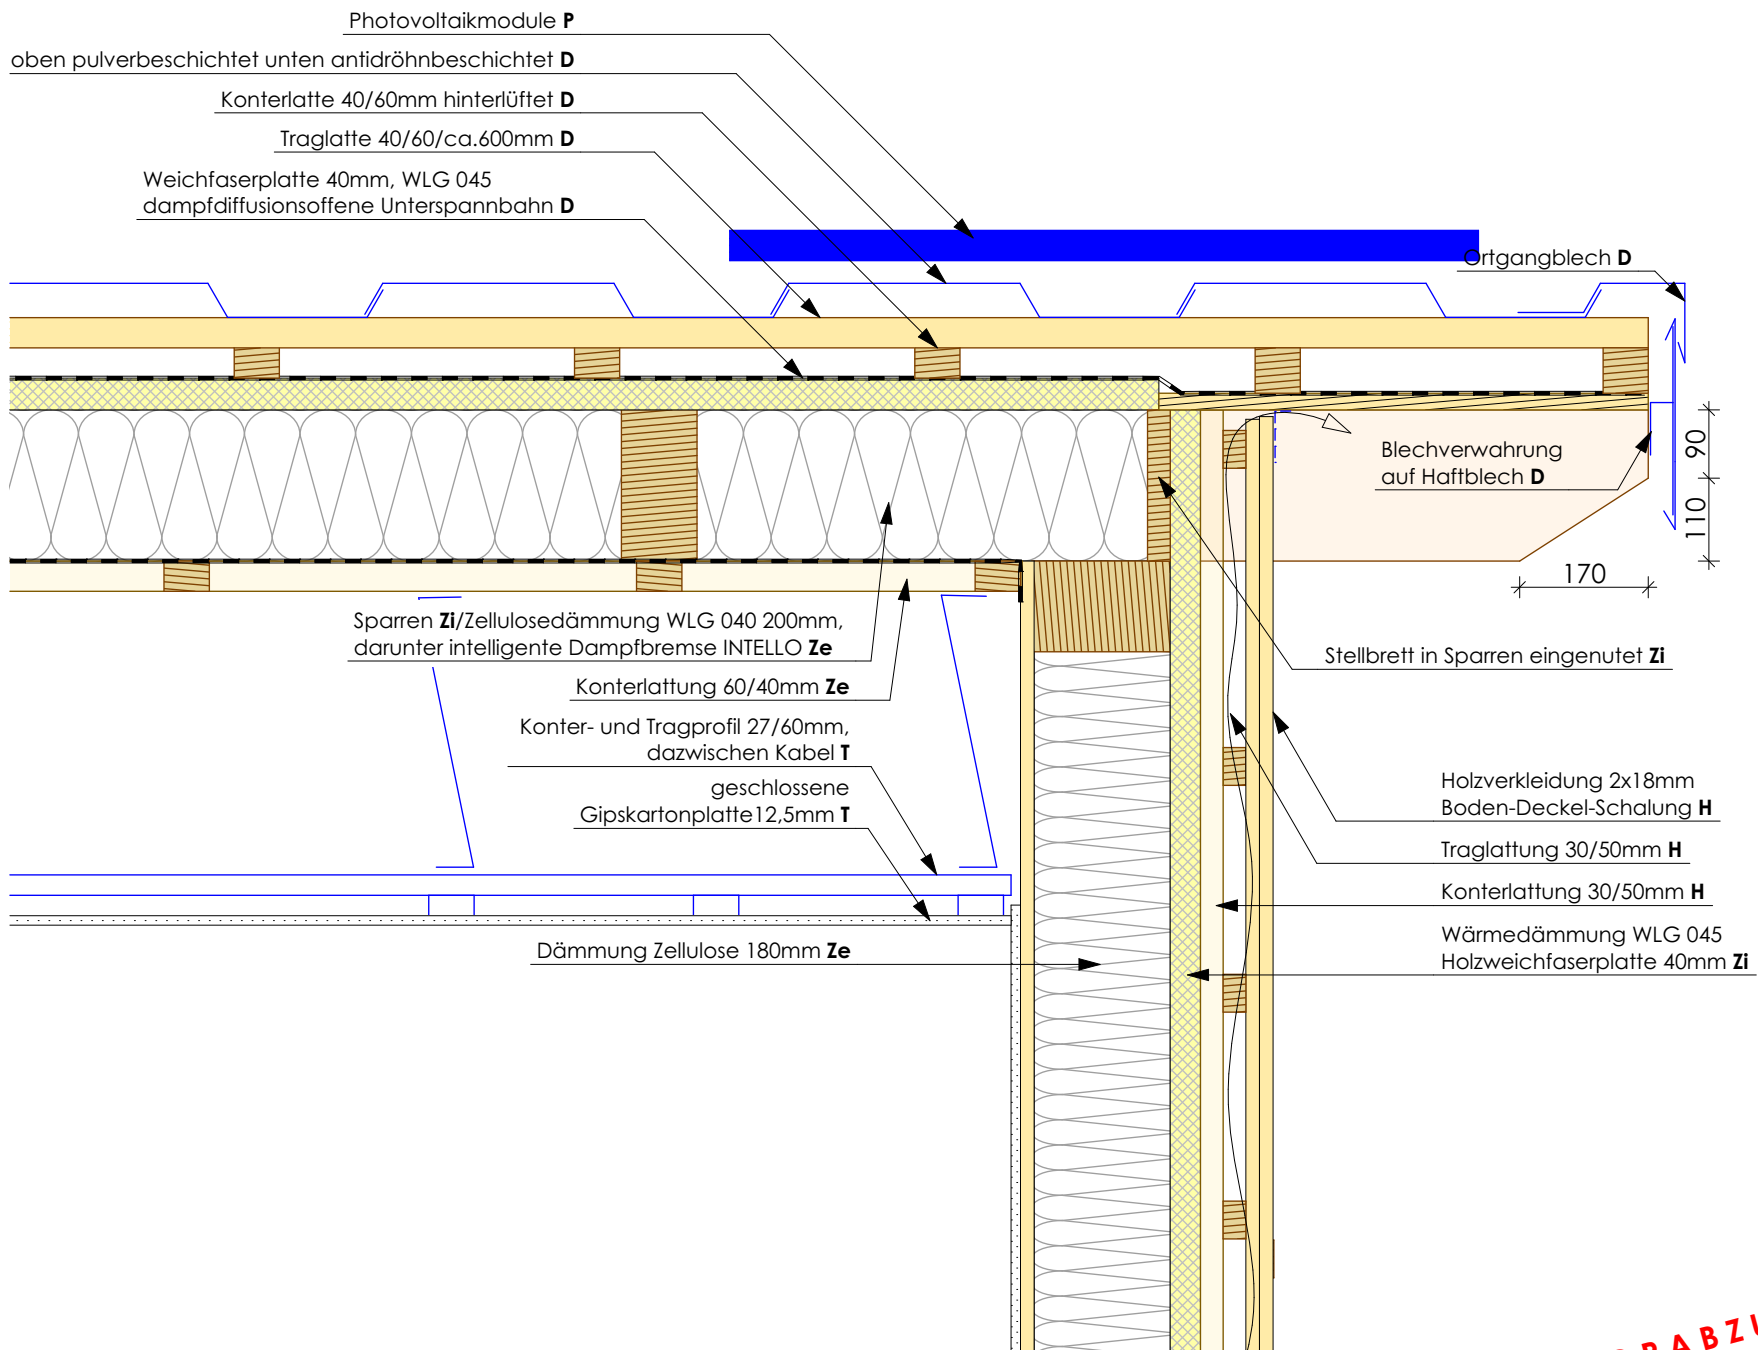 Photovoltaikmodule P
oben pulverbeschichtet unten antidröhnbeschichtet D
Konterlatte 40/60mm hinterlüftet D
Traglatte 40/60/ca.600mm D
Weichfaserplatte 40mm, WLG 045
dampfdiffusionsoffene Unterspannbahn D
Ortgangblech D
Blechverwahrung
auf Haftblech D
90
110
170
Sparren Zi/Zellulosedämmung WLG 040 200mm,
darunter intelligente Dampfbremse INTELLO Ze
Stellbrett in Sparren eingenutet Zi
Konterlattung 60/40mm Ze
Konter- und Tragprofil 27/60mm,
dazwischen Kabel T
geschlossene
Gipskartonplatte12,5mm T
Holzverkleidung 2x18mm
Boden-Deckel-Schalung H
Traglattung 30/50mm H
Konterlattung 30/50mm H
Dämmung Zellulose 180mm Ze
Wärmedämmung WLG 045
Holzweichfaserplatte 40mm Zi